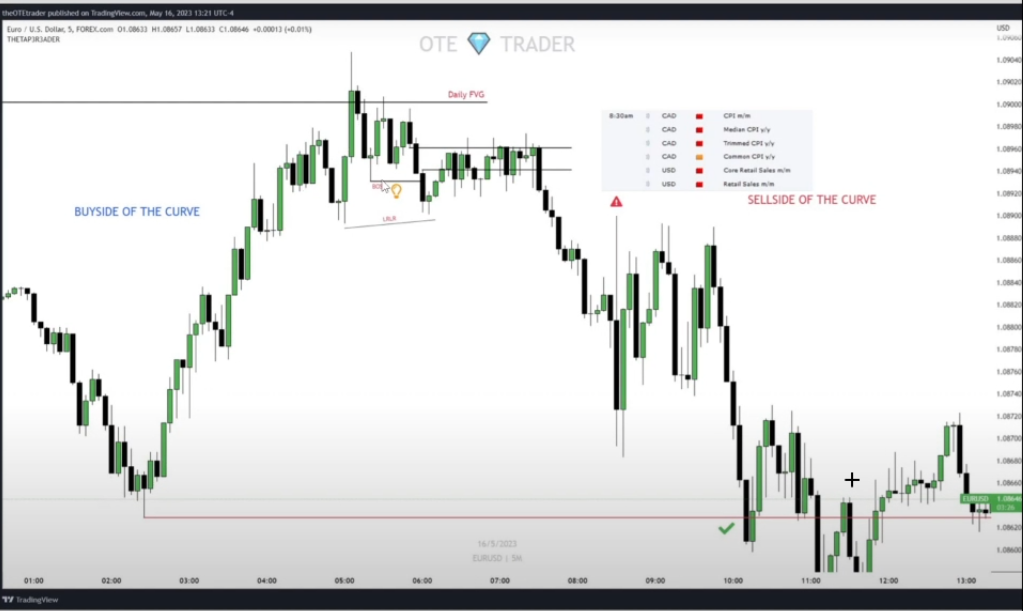 theOTEtrader published on TradingView.com, May 16, 2023 13:21 UTC-4
Euro / U.S. Dollar, 5, FOREX.com O1.08633 H1.08657 L1.08633 C1.08646 +0.00013 (+0.01%)
THETAP3R3ADER
USD
OTE TRADER
1.09060
1.09040
1.09020
1.09000
1.08980
1.08960
1.08940
1.08920
1.08900
1.08860
1.08840
1.08820
1.08800
1.08780
1.08760
1.08740
1.08700
1.08680
1.08660
EURUSD 1.08646
03:26
1.08620
1.08600
Daily FVG
8:30am CAD CPI m/m
CAD Median CPI y/y
CAD Trimmed CPI y/y
CAD Common CPI y/y
USD Core Retail Sales m/m
USD Retail Sales m/m
BUYSIDE OF THE CURVE
SELLSIDE OF THE CURVE
LRLR
16/5/2023
EURUSD | 5M
01:00 02:00 03:00 04:00 05:00 06:00 07:00 08:00 09:00 10:00 11:00 12:00 13:00
TradingView